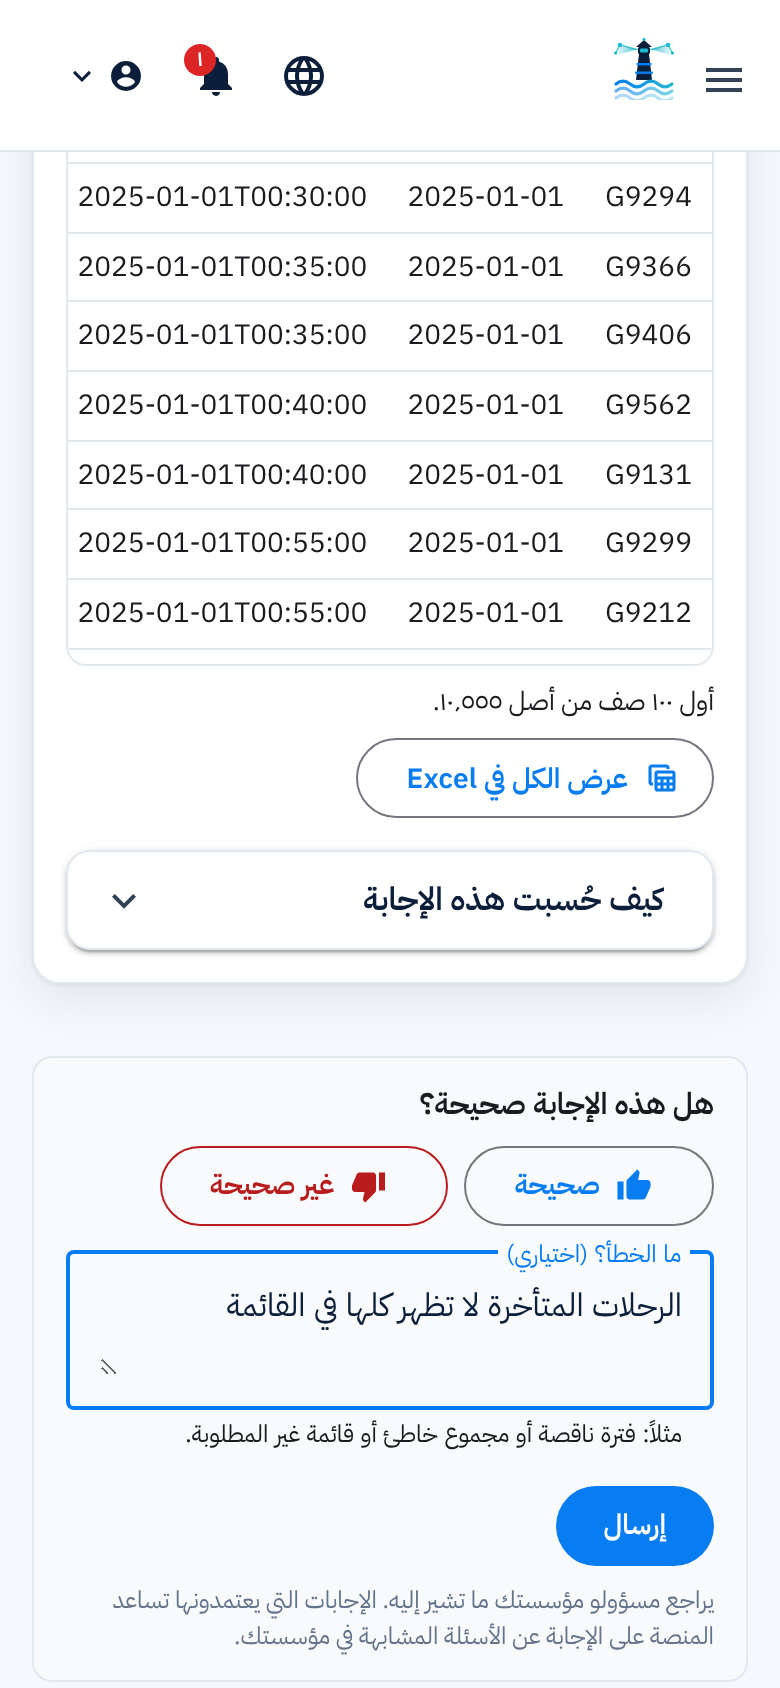 ١
G9294 2025-01-01 2025-01-01T00:30:00
G9366 2025-01-01 2025-01-01T00:35:00
G9406 2025-01-01 2025-01-01T00:35:00
G9562 2025-01-01 2025-01-01T00:40:00
G9131 2025-01-01 2025-01-01T00:40:00
G9299 2025-01-01 2025-01-01T00:55:00
G9212 2025-01-01 2025-01-01T00:55:00
أول ١٠٠ صف من أصل ١٠٬٥٥٥.
عرض الكل في Excel
كيف حُسبت هذه الإجابة
هل هذه الإجابة صحيحة؟
صحيحة
غير صحيحة
ما الخطأ؟ (اختياري)
الرحلات المتأخرة لا تظهر كلها في القائمة
مثلاً: فترة ناقصة أو مجموع خاطئ أو قائمة غير المطلوبة.
إرسال
يراجع مسؤولو مؤسستك ما تشير إليه. الإجابات التي يعتمدونها تساعد
المنصة على الإجابة عن الأسئلة المشابهة في مؤسستك.